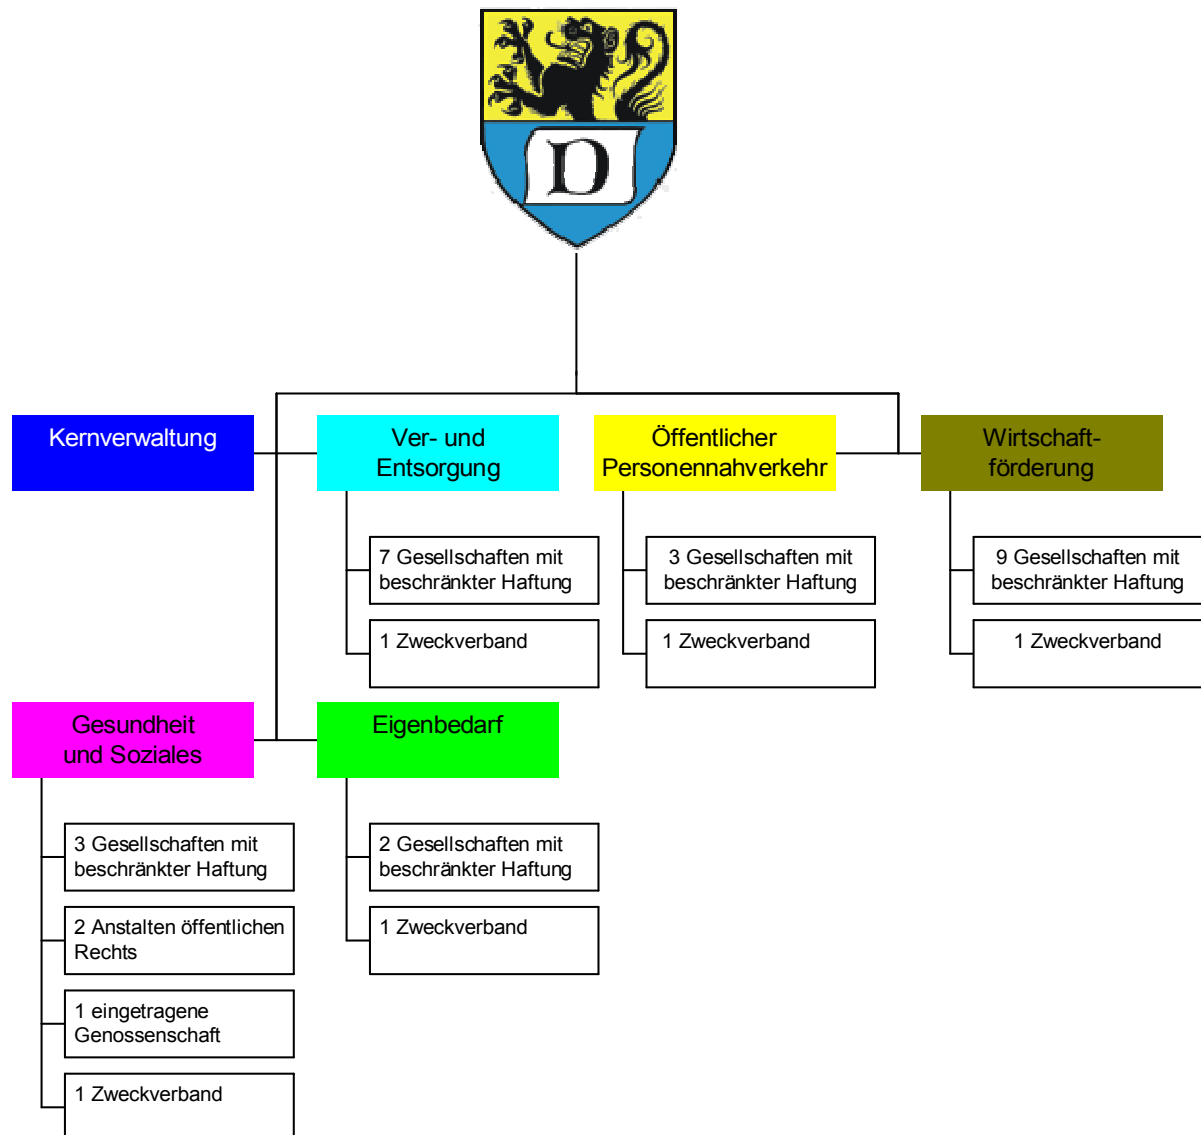 D
Kernverwaltung
Ver- und
Entsorgung
Öffentlicher
Personennahverkehr
Wirtschaft-
förderung
7 Gesellschaften mit
beschränkter Haftung
1 Zweckverband
3 Gesellschaften mit
beschränkter Haftung
1 Zweckverband
9 Gesellschaften mit
beschränkter Haftung
1 Zweckverband
Gesundheit
und Soziales
Eigenbedarf
3 Gesellschaften mit
beschränkter Haftung
2 Anstalten öffentlichen
Rechts
1 eingetragene
Genossenschaft
1 Zweckverband
2 Gesellschaften mit
beschränkter Haftung
1 Zweckverband